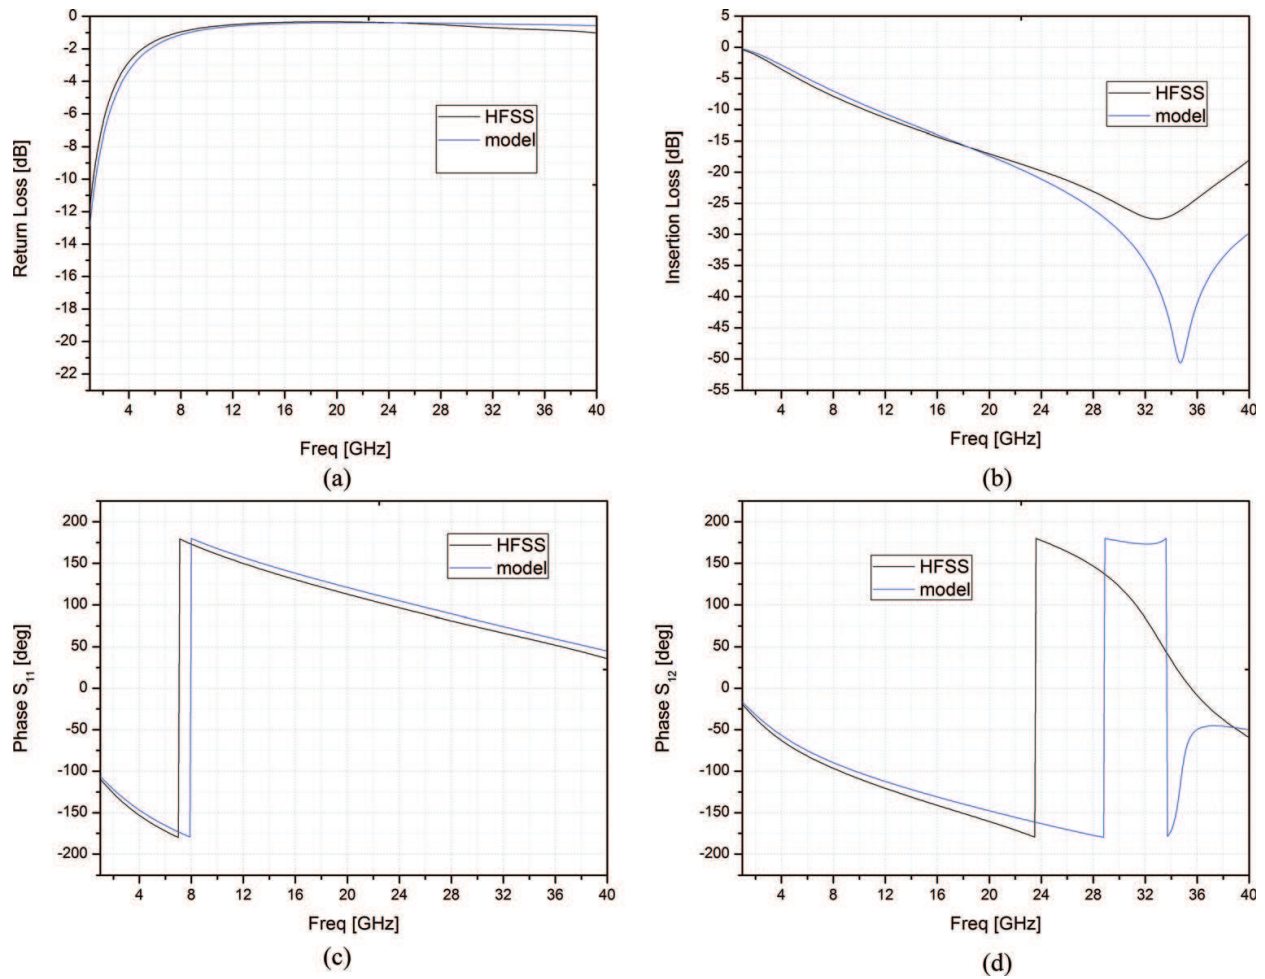 0
-2
-4
-6
-8
-10
-12
-14
-16
-18
-20
-22
Return Loss [dB]
HFSS
model
4 8 12 16 20 24 28 32 36 40
Freq [GHz]
(a)
5
0
-5
-10
-15
-20
-25
-30
-35
-40
-45
-50
-55
Insertion Loss [dB]
HFSS
model
4 8 12 16 20 24 28 32 36 40
Freq [GHz]
(b)
200
150
100
50
0
-50
-100
-150
-200
Phase S11 [deg]
HFSS
model
4 8 12 16 20 24 28 32 36 40
Freq [GHz]
(c)
200
150
100
50
0
-50
-100
-150
-200
Phase S12 [deg]
HFSS
model
4 8 12 16 20 24 28 32 36 40
Freq [GHz]
(d)